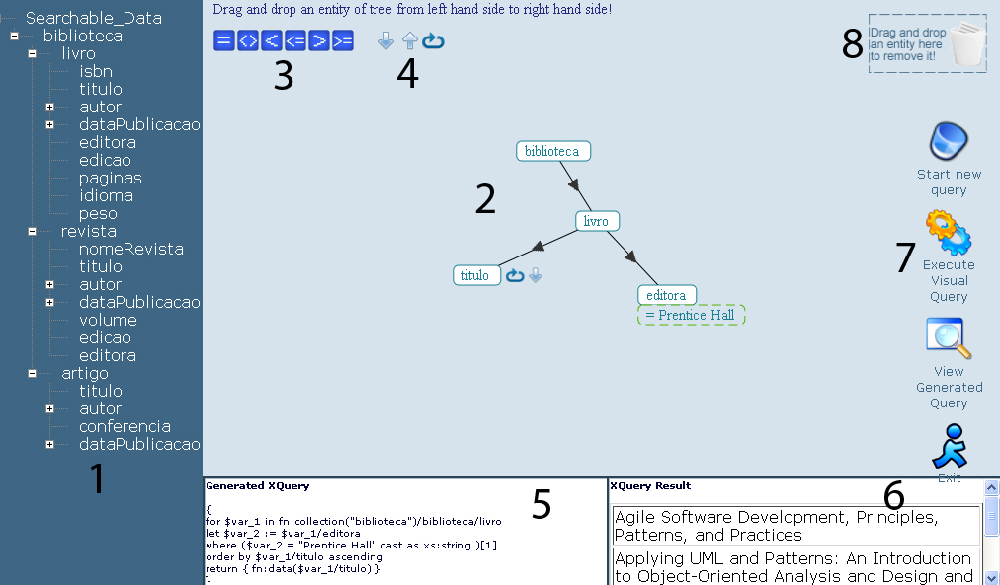 Drag and drop an entity of tree from left hand side to right hand side!
Searchable_Data
biblioteca
livro
isbn
titulo
autor
dataPublicacao
editora
edicao
paginas
idioma
peso
revista
nomeRevista
titulo
autor
dataPublicacao
volume
edicao
editora
artigo
titulo
autor
conferencia
dataPublicacao
1
= <> < <= > >=
3
4
2
biblioteca
livro
titulo
editora
= Prentice Hall
8
Drag and drop
an entity here
to remove it!
Start new
query
7
Execute
Visual
Query
View
Generated
Query
Exit
Generated XQuery
{
for $var_1 in fn:collection("biblioteca")/biblioteca/livro
let $var_2 := $var_1/editora
where ($var_2 = "Prentice Hall" cast as xs:string )[1]
order by $var_1/titulo ascending
return { fn:data($var_1/titulo) }
}
5
XQuery Result
6
Agile Software Development, Principles,
Patterns, and Practices
Applying UML and Patterns: An Introduction
to Object-Oriented Analysis and Design and